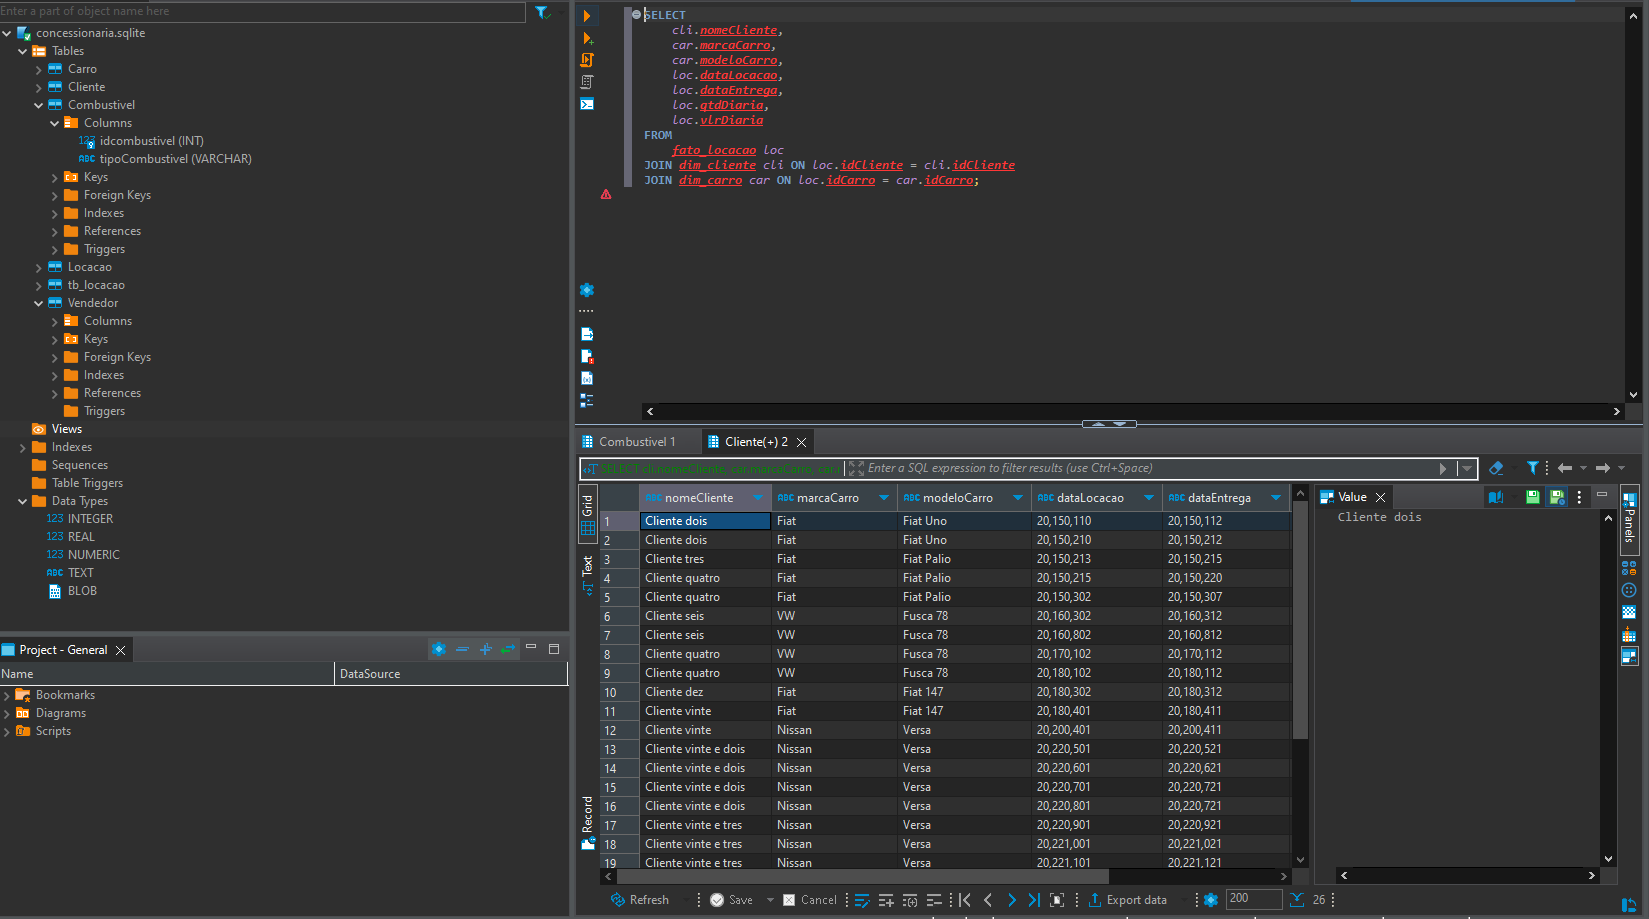 Enter a part of object name here
concessionaria.sqlite
Tables
Carro
Cliente
Combustivel
Columns
123 idcombustivel (INT)
ABC tipoCombustivel (VARCHAR)
Keys
Foreign Keys
Indexes
References
Triggers
Locacao
tb_locacao
Vendedor
Columns
Keys
Foreign Keys
Indexes
References
Triggers
Views
Indexes
Sequences
Table Triggers
Data Types
123 INTEGER
123 REAL
123 NUMERIC
ABC TEXT
BLOB
Project - General
Name DataSource
Bookmarks
Diagrams
Scripts
SELECT
cli.nomeCliente,
car.marcaCarro,
car.modeloCarro,
loc.dataLocacao,
loc.dataEntrega,
loc.qtdDiaria,
loc.vlrDiaria
FROM
fato_locacao loc
JOIN dim_cliente cli ON loc.idCliente = cli.idCliente
JOIN dim_carro car ON loc.idCarro = car.idCarro;
Combustivel 1 Cliente(+) 2
SELECT cli.nomeCliente, car.marcaCarro, car.r Enter a SQL expression to filter results (use Ctrl+Space)
Grid
Text
Record
ABC nomeCliente ABC marcaCarro ABC modeloCarro ABC dataLocacao ABC dataEntrega
1 Cliente dois Fiat Fiat Uno 20,150,110 20,150,112
2 Cliente dois Fiat Fiat Uno 20,150,210 20,150,212
3 Cliente tres Fiat Fiat Palio 20,150,213 20,150,215
4 Cliente quatro Fiat Fiat Palio 20,150,215 20,150,220
5 Cliente quatro Fiat Fiat Palio 20,150,302 20,150,307
6 Cliente seis VW Fusca 78 20,160,302 20,160,312
7 Cliente seis VW Fusca 78 20,160,802 20,160,812
8 Cliente quatro VW Fusca 78 20,170,102 20,170,112
9 Cliente quatro VW Fusca 78 20,180,102 20,180,112
10 Cliente dez Fiat Fiat 147 20,180,302 20,180,312
11 Cliente vinte Fiat Fiat 147 20,180,401 20,180,411
12 Cliente vinte Nissan Versa 20,200,401 20,200,411
13 Cliente vinte e dois Nissan Versa 20,220,501 20,220,521
14 Cliente vinte e dois Nissan Versa 20,220,601 20,220,621
15 Cliente vinte e dois Nissan Versa 20,220,701 20,220,721
16 Cliente vinte e dois Nissan Versa 20,220,801 20,220,721
17 Cliente vinte e tres Nissan Versa 20,220,901 20,220,921
18 Cliente vinte e tres Nissan Versa 20,221,001 20,221,021
19 Cliente vinte e tres Nissan Versa 20,221,101 20,221,121
Value
Cliente dois
Panels
Refresh Save Cancel Export data 200 26